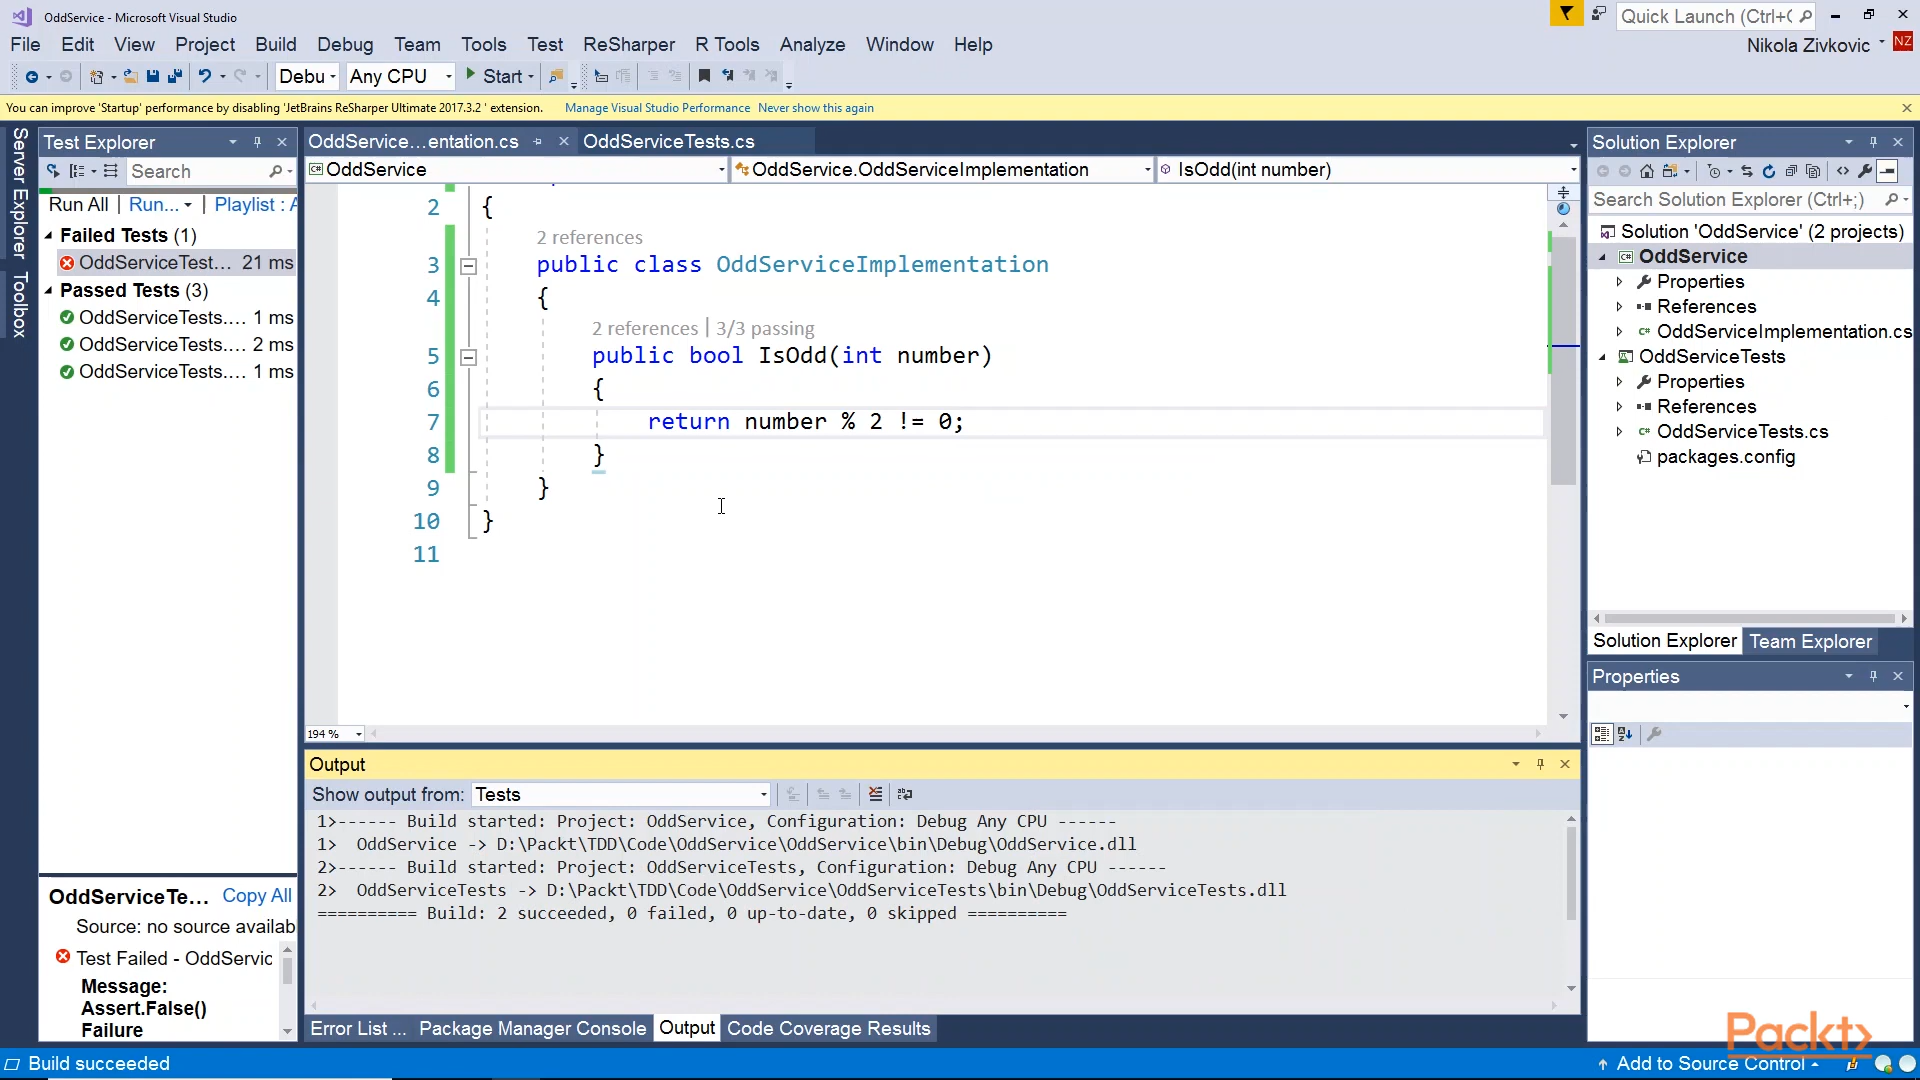 OddService - Microsoft Visual Studio
Quick Launch (Ctrl+Q
File Edit View Project Build Debug Team Tools Test ReSharper R Tools Analyze Window Help
Nikola Zivkovic NZ
Debu Any CPU Start
You can improve 'Startup' performance by disabling 'JetBrains ReSharper Ultimate 2017.3.2 ' extension. Manage Visual Studio Performance Never show this again
Server Explorer
Toolbox
Test Explorer
Search
Run All | Run... | Playlist : A
Failed Tests (1)
OddServiceTest... 21 ms
Passed Tests (3)
OddServiceTests.... 1 ms
OddServiceTests.... 2 ms
OddServiceTests.... 1 ms
OddServiceTe... Copy All
Source: no source availab
Test Failed - OddServic
Message:
Assert.False()
Failure
OddService...entation.cs OddServiceTests.cs
OddService OddService.OddServiceImplementation IsOdd(int number)
2 {
2 references
3 public class OddServiceImplementation
4 {
2 references | 3/3 passing
5 public bool IsOdd(int number)
6 {
7 return number % 2 != 0;
8 }
9 }
10 }
11
194 %
Output
Show output from: Tests
1>------ Build started: Project: OddService, Configuration: Debug Any CPU ------
1> OddService -> D:\Packt\TDD\Code\OddService\OddService\bin\Debug\OddService.dll
2>------ Build started: Project: OddServiceTests, Configuration: Debug Any CPU ------
2> OddServiceTests -> D:\Packt\TDD\Code\OddService\OddServiceTests\bin\Debug\OddServiceTests.dll
========== Build: 2 succeeded, 0 failed, 0 up-to-date, 0 skipped ==========
Error List ... Package Manager Console Output Code Coverage Results
Solution Explorer
Search Solution Explorer (Ctrl+;)
Solution 'OddService' (2 projects)
OddService
Properties
References
OddServiceImplementation.cs
OddServiceTests
Properties
References
OddServiceTests.cs
packages.config
Solution Explorer Team Explorer
Properties
Packt>
Build succeeded
Add to Source Control